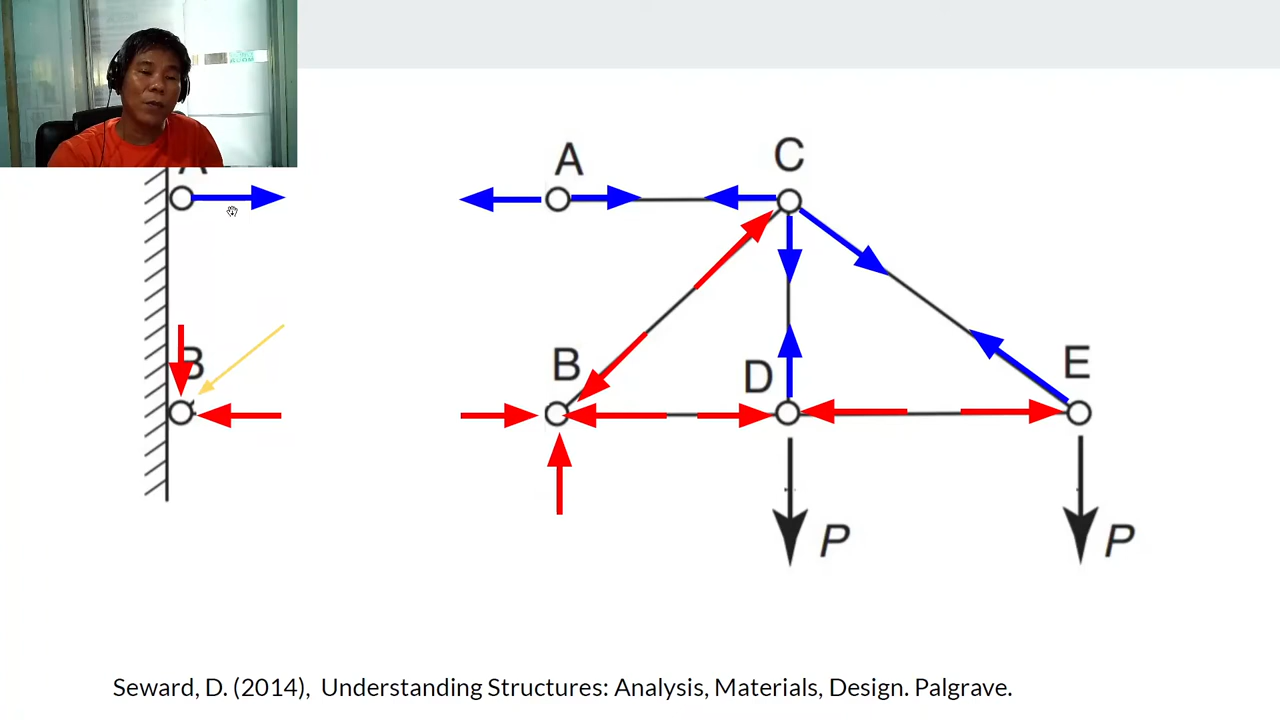 A
C
B
B
D
E
P
P
Seward, D. (2014), Understanding Structures: Analysis, Materials, Design. Palgrave.